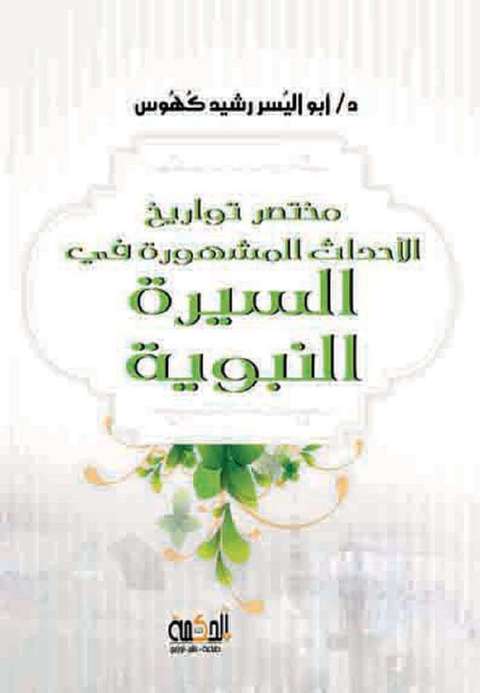 د/ أبو اليُسر رشيد كُهُوس
مختصر تواريخ
الأحداث المشهورة في
السيرة
النبوية
الحكمة